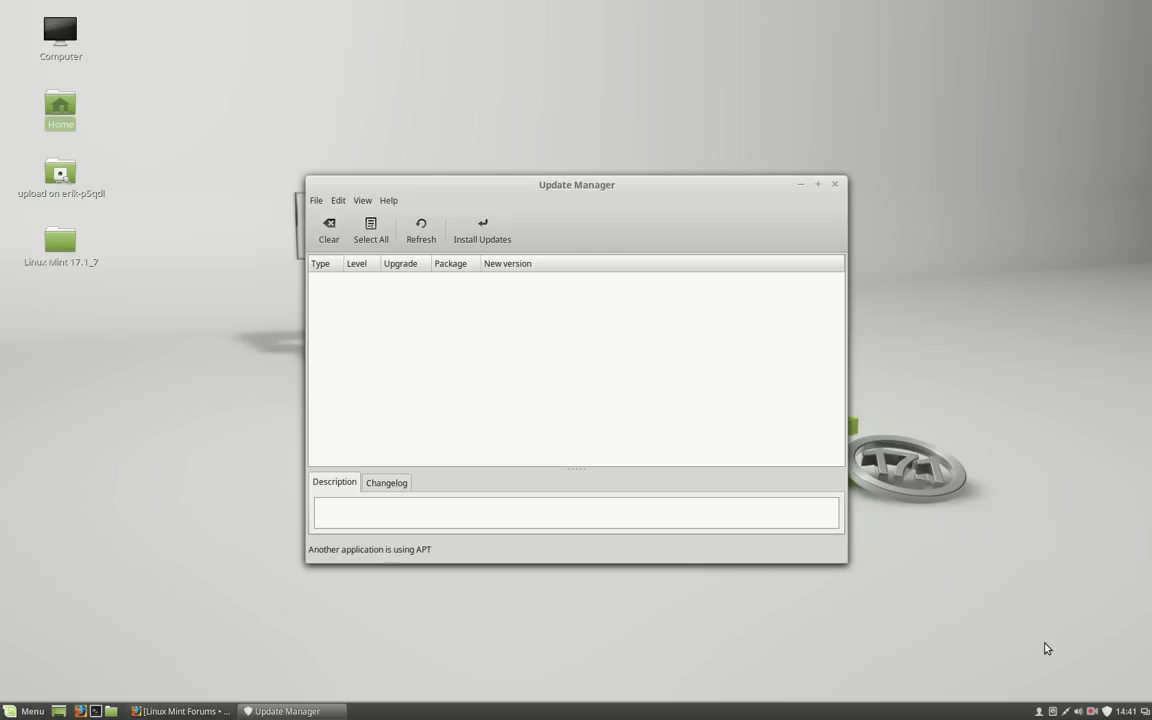 Computer
Home
upload on erik-p5qdl
Linux Mint 17.1_7
Update Manager
File Edit View Help
Clear Select All Refresh Install Updates
Type Level Upgrade Package New version
Description Changelog
Another application is using APT
17.1
Menu [Linux Mint Forums • ... Update Manager 14:41